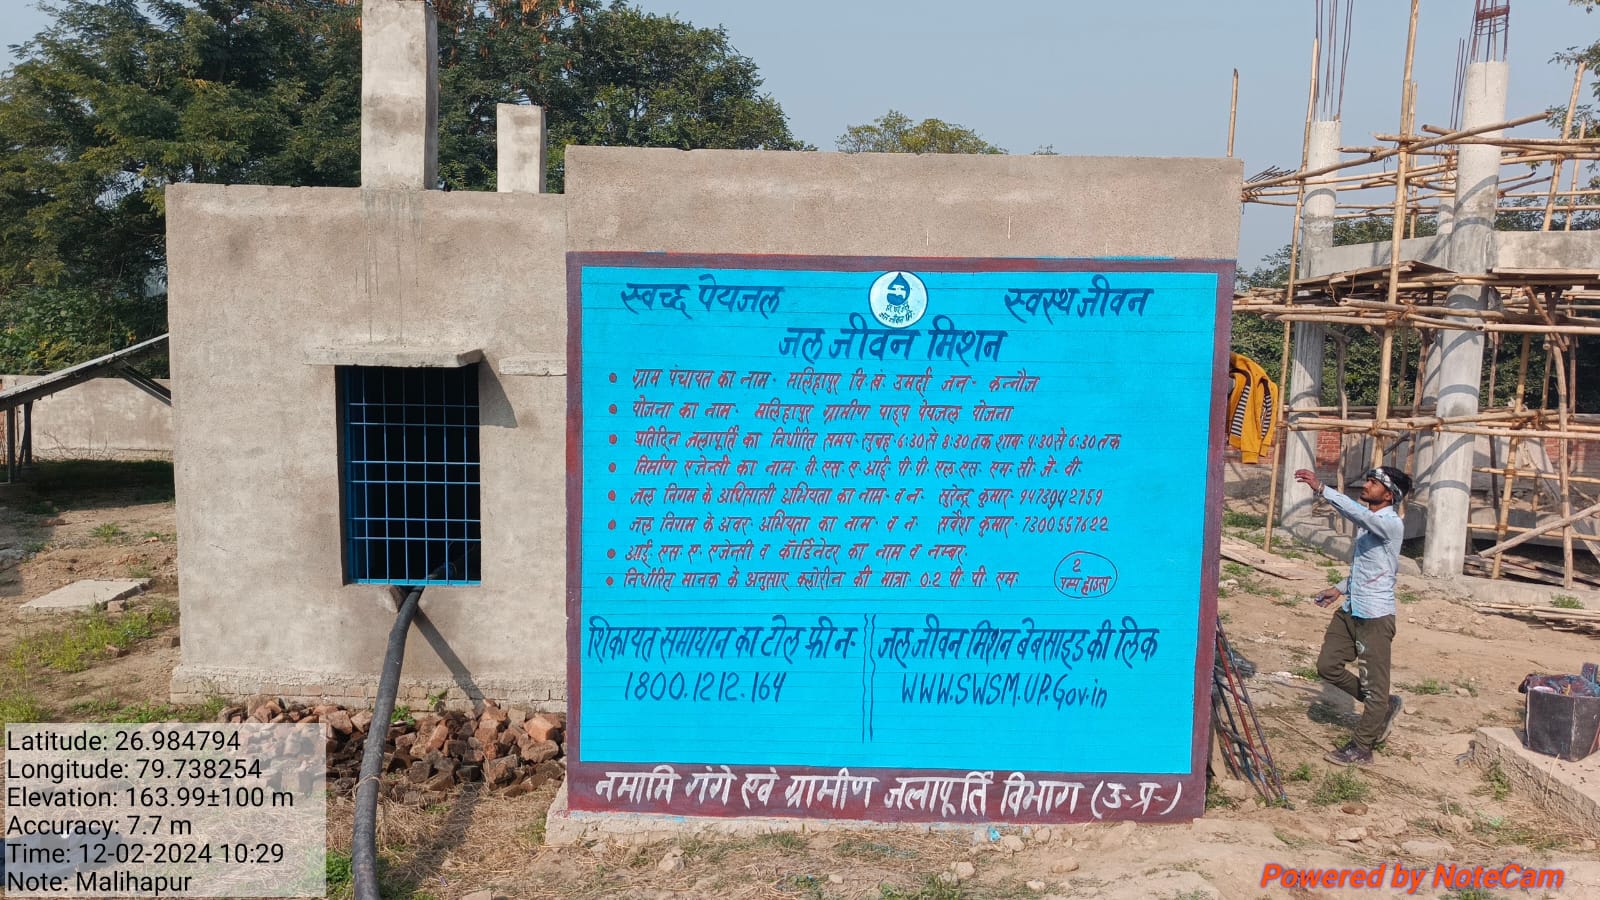 स्वच्छ पेयजल
स्वस्थ जीवन
जल जीवन मिशन
• ग्राम पंचायत का नाम- मलिहापुर वि.खं. उमर्दा जन- कन्नौज
• योजना का नाम- मलिहापुर ग्रामीण पाइप पेयजल योजना
• प्रतिदिन जलापूर्ति का निर्धारित समय- सुबह- 6:30 से 8:30 तक शाम- 4:30 से 6:30 तक
• निर्माण एजेन्सी का नाम- वी. एस. ए. आई. पी. पी. एल. एस. एम. सी. जे. वी.
• जल निगम के अधिशासी अभियंता का नाम- व न- सुरेन्द्र कुमार- 9473942759
• जल निगम के अवर- अभियंता का नाम- व न- सर्वेश कुमार- 7300557622
• आई. एस. ए. एजेन्सी व कॉर्डिनेटर का नाम व नम्बर.
• निर्धारित मानक के अनुसार क्लोरीन की मात्रा 0.2 पी. पी. एम.
2
पम्प हाउस
शिकायत समाधान का टोल फ्री न-
1800.1212.164
जल जीवन मिशन बेबसाइड की लिंक
WWW.SWSM.UP.Gov.in
नमामि गंगे एवं ग्रामीण जलापूर्ति विभाग (उ-प्र-)
Latitude: 26.984794
Longitude: 79.738254
Elevation: 163.99±100 m
Accuracy: 7.7 m
Time: 12-02-2024 10:29
Note: Malihapur
Powered by NoteCam